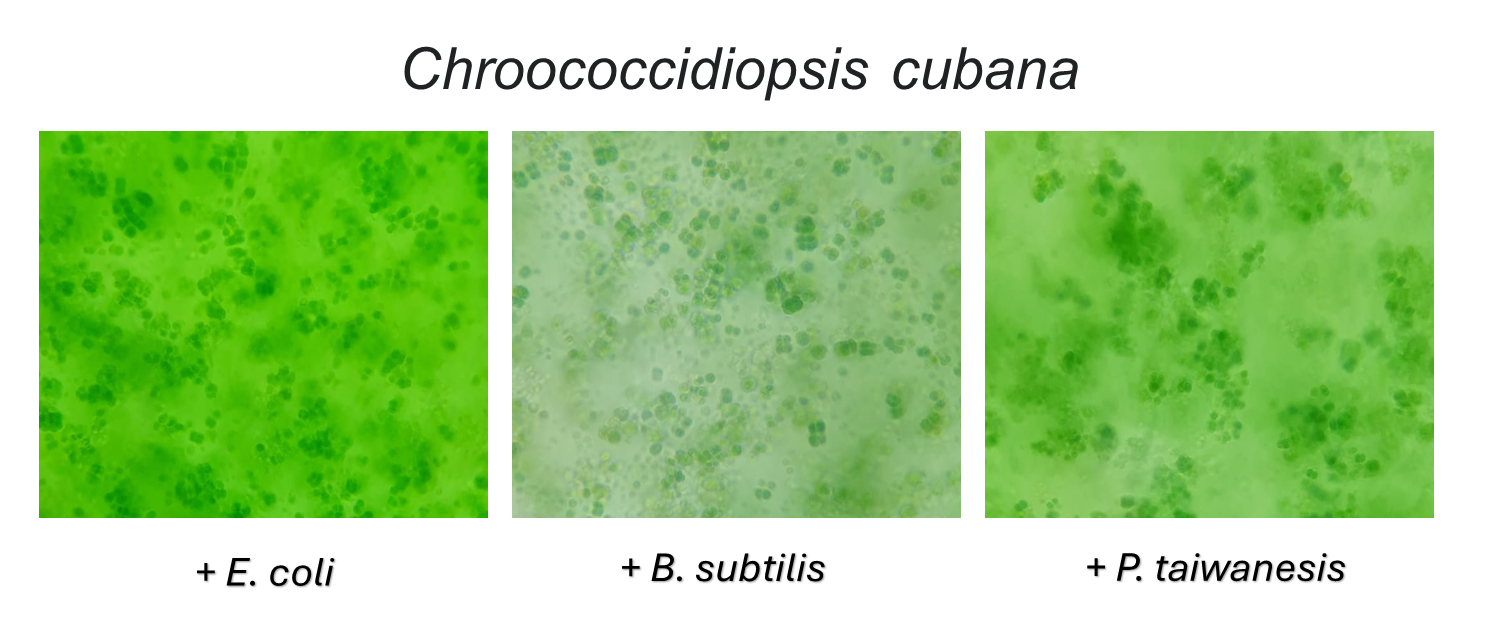 Chroococcidiopsis cubana
+ E. coli
+ B. subtilis
+ P. taiwanesis